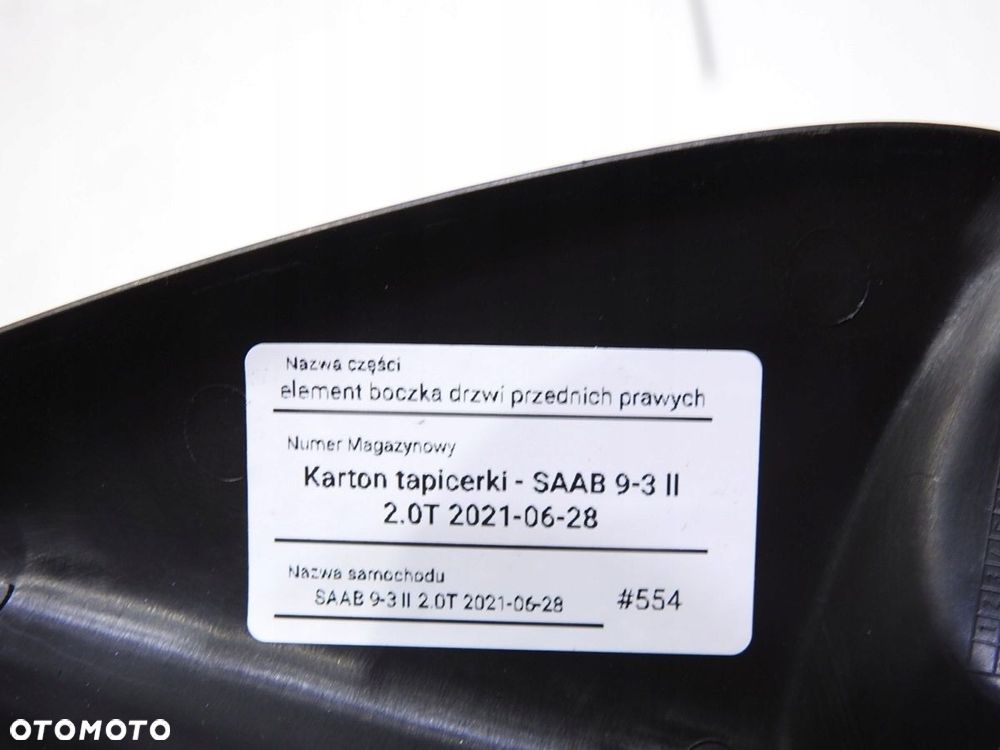 Nazwa części
element boczka drzwi przednich prawych
Numer Magazynowy
Karton tapicerki - SAAB 9-3 II
2.0T 2021-06-28
Nazwa samochodu
SAAB 9-3 II 2.0T 2021-06-28
#554
OTOMOTO